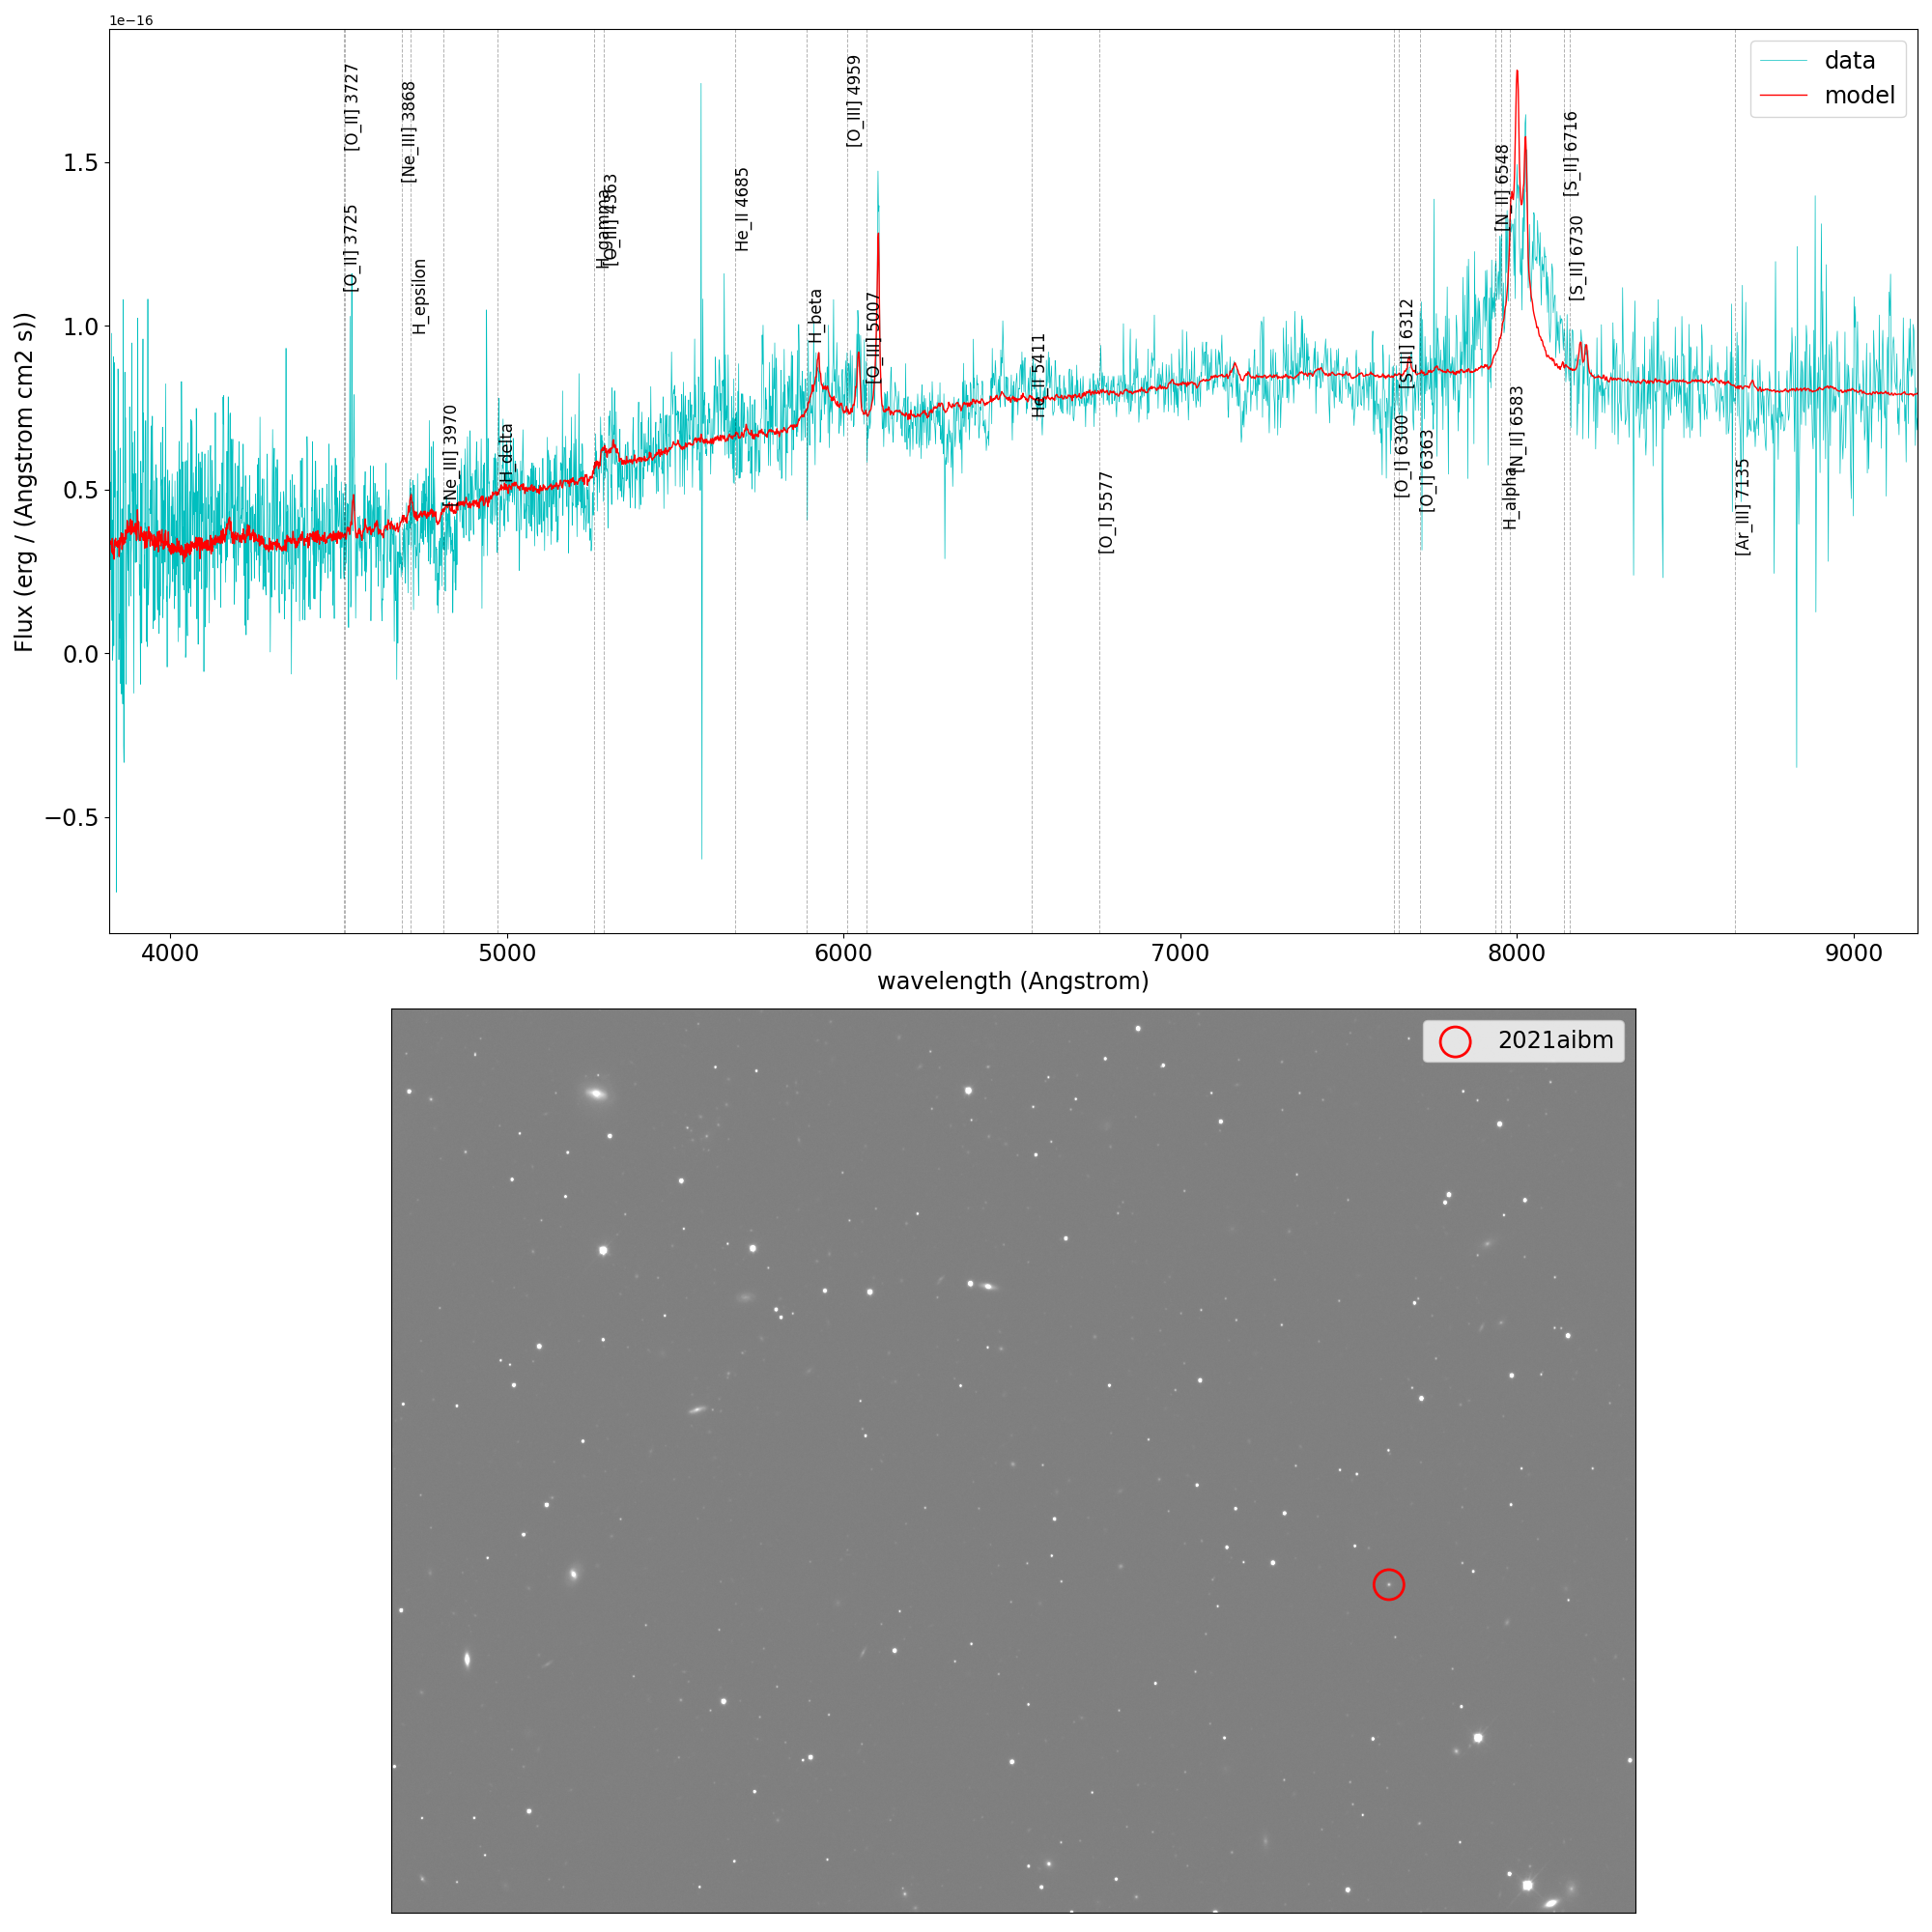 1e−16
data
model
[O_II] 3727
[Ne_III] 3868
[O_III] 4959
[O_II] 3725
H_epsilon
H_gamma
[O_III] 4363
He_II 4685
[N_II] 6548
[S_II] 6716
[S_II] 6730
H_beta
[O_III] 5007
He_II 5411
[S_III] 6312
[Ne_III] 3970
H_delta
[O_I] 5577
[O_I] 6300
[O_I] 6363
[N_II] 6583
H_alpha
[Ar_III] 7135
1.5
1.0
0.5
0.0
−0.5
Flux (erg / (Angstrom cm2 s))
4000 5000 6000 7000 8000 9000
wavelength (Angstrom)
2021aibm